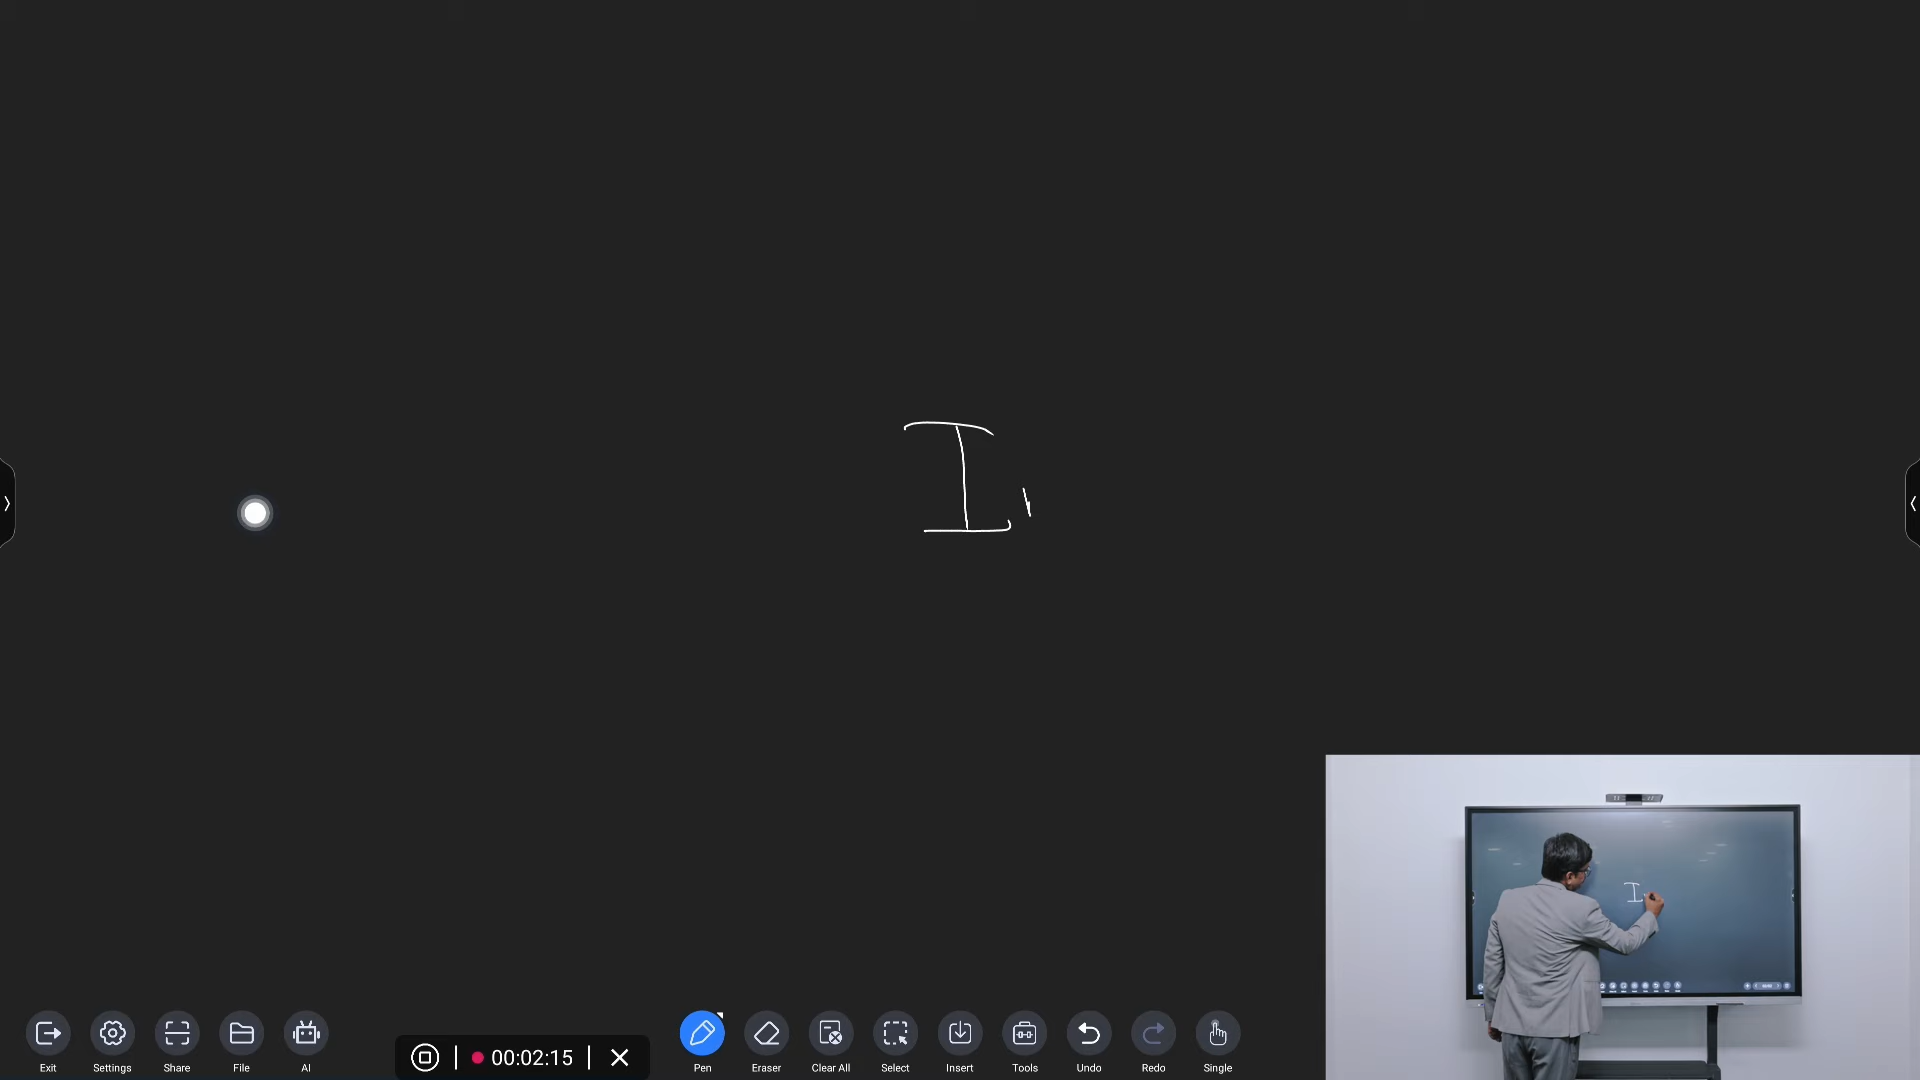 I
Exit Settings Share File AI
00:02:15
Pen Eraser Clear All Select Insert Tools Undo Redo Single